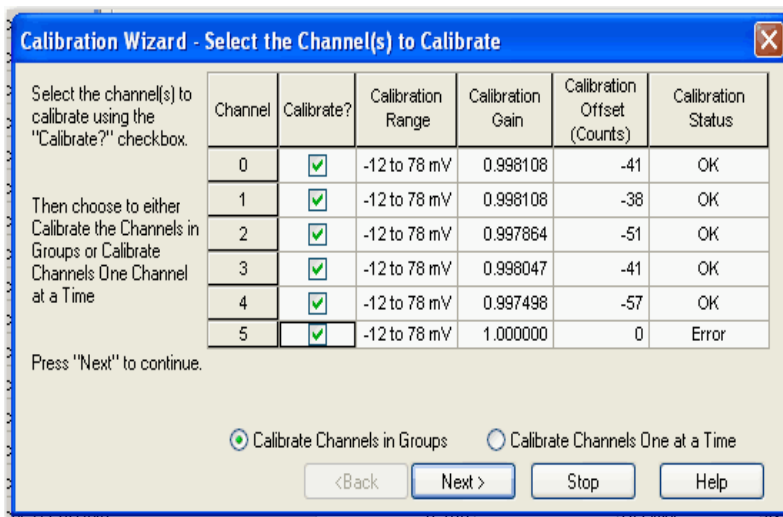 Calibration Wizard - Select the Channel(s) to Calibrate
Select the channel(s) to
calibrate using the
"Calibrate?" checkbox.
Then choose to either
Calibrate the Channels in
Groups or Calibrate
Channels One Channel
at a Time
Press "Next" to continue.
Channel Calibrate? Calibration Range Calibration Gain Calibration Offset (Counts) Calibration Status
0 -12 to 78 mV 0.998108 -41 OK
1 -12 to 78 mV 0.998108 -38 OK
2 -12 to 78 mV 0.997864 -51 OK
3 -12 to 78 mV 0.998047 -41 OK
4 -12 to 78 mV 0.997498 -57 OK
5 -12 to 78 mV 1.000000 0 Error
Calibrate Channels in Groups Calibrate Channels One at a Time
<Back Next > Stop Help